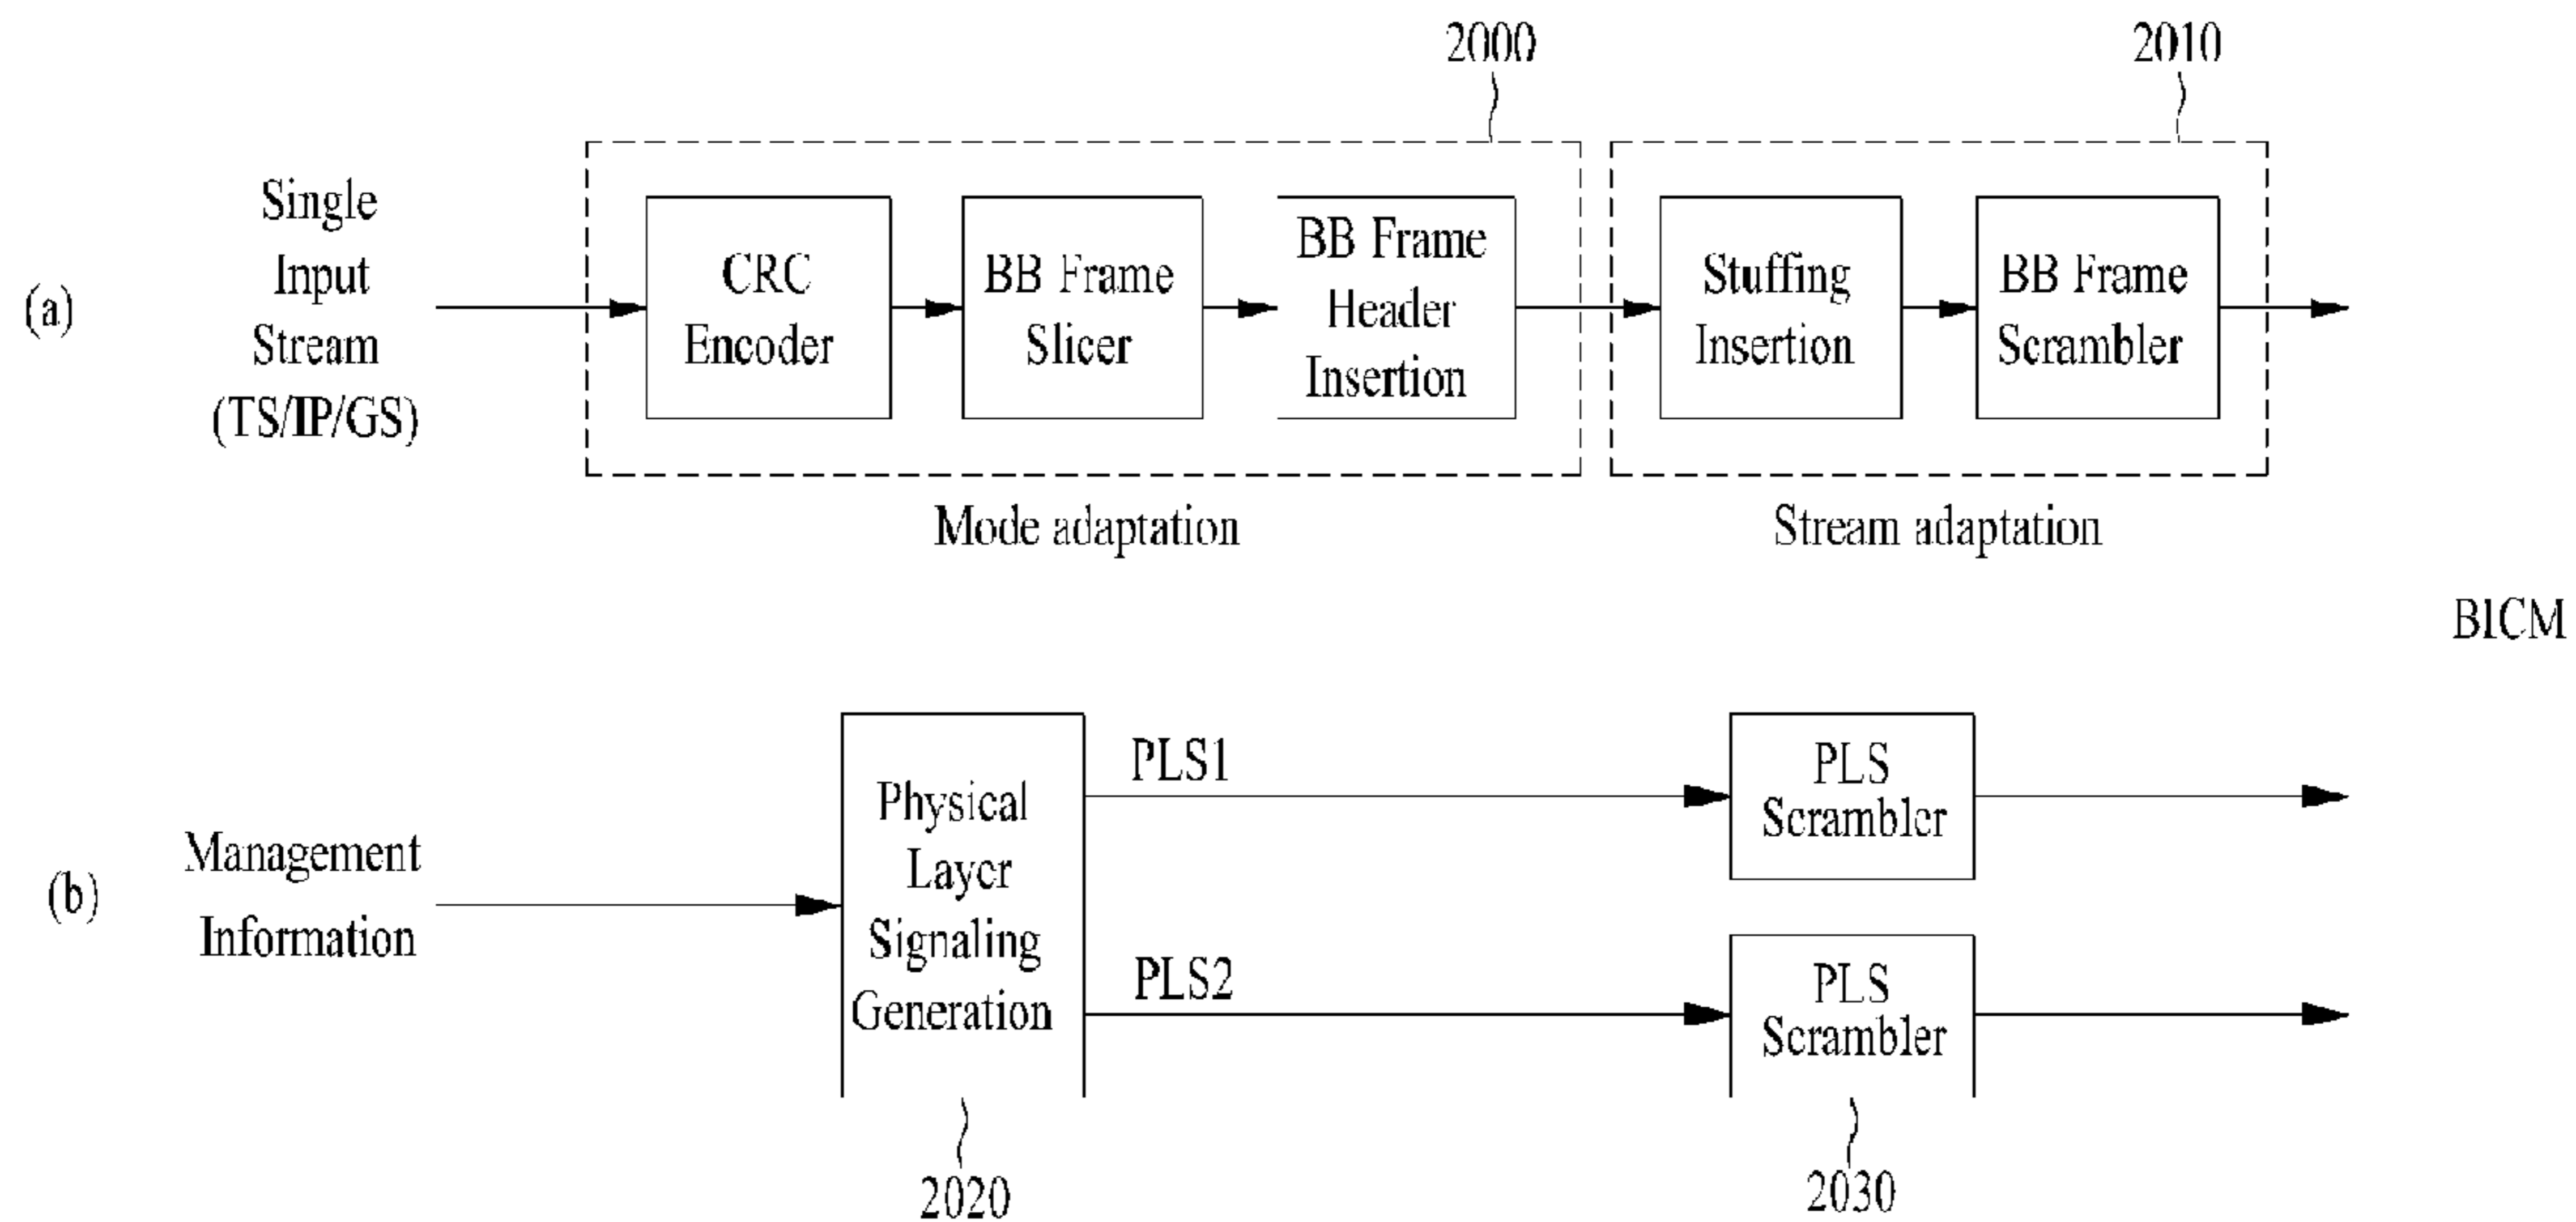 2000
2010
(a)
Single
Input
Stream
(TS/IP/GS)
CRC
Encoder
BB Frame
Slicer
BB Frame
Header
Insertion
Stuffing
Insertion
BB Frame
Scrambler
Mode adaptation
Stream adaptation
BICM
(b)
Management
Information
Physical
Layer
Signaling
Generation
PLS1
PLS2
PLS
Scrambler
PLS
Scrambler
2020
2030